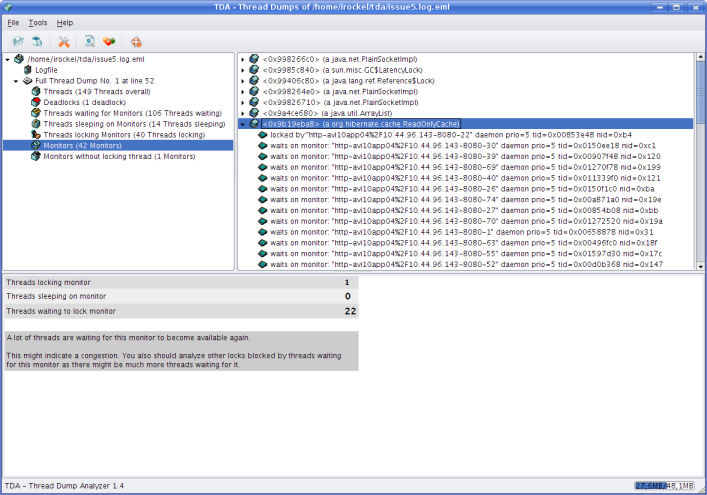 TDA - Thread Dumps of /home/irockel/tda/issue5.log.eml
File Tools Help
/home/irockel/tda/issue5.log.eml
Logfile
Full Thread Dump No. 1 at line 52
Threads (149 Threads overall)
Deadlocks (1 deadlock)
Threads waiting for Monitors (106 Threads waiting)
Threads sleeping on Monitors (14 Threads sleeping)
Threads locking Monitors (40 Threads locking)
Monitors (42 Monitors)
Monitors without locking thread (1 Monitors)
<0x998266c0> (a java.net.PlainSocketImpl)
<0x9985c840> (a sun.misc.GC$LatencyLock)
<0x99406c80> (a java.lang.ref.Reference$Lock)
<0x998264e0> (a java.net.PlainSocketImpl)
<0x99826710> (a java.net.PlainSocketImpl)
<0x9a4ce680> (a java.util.ArrayList)
<0x9b19eba8> (a org.hibernate.cache.ReadOnlyCache)
locked by "http-avi10app04%2F10.44.96.143-8080-22" daemon prio=5 tid=0x00853e48 nid=0xb4
waits on monitor: "http-avi10app04%2F10.44.96.143-8080-30" daemon prio=5 tid=0x0150ee18 nid=0xc1
waits on monitor: "http-avi10app04%2F10.44.96.143-8080-39" daemon prio=5 tid=0x00907f48 nid=0x120
waits on monitor: "http-avi10app04%2F10.44.96.143-8080-69" daemon prio=5 tid=0x01270f78 nid=0x199
waits on monitor: "http-avi10app04%2F10.44.96.143-8080-40" daemon prio=5 tid=0x011339f0 nid=0x121
waits on monitor: "http-avi10app04%2F10.44.96.143-8080-26" daemon prio=5 tid=0x0150f1c0 nid=0xba
waits on monitor: "http-avi10app04%2F10.44.96.143-8080-74" daemon prio=5 tid=0x00a871a0 nid=0x19e
waits on monitor: "http-avi10app04%2F10.44.96.143-8080-27" daemon prio=5 tid=0x00854b08 nid=0xbb
waits on monitor: "http-avi10app04%2F10.44.96.143-8080-70" daemon prio=5 tid=0x01272520 nid=0x19a
waits on monitor: "http-avi10app04%2F10.44.96.143-8080-1" daemon prio=5 tid=0x00658878 nid=0x31
waits on monitor: "http-avi10app04%2F10.44.96.143-8080-63" daemon prio=5 tid=0x00496fc0 nid=0x18f
waits on monitor: "http-avi10app04%2F10.44.96.143-8080-55" daemon prio=5 tid=0x01597d30 nid=0x17c
waits on monitor: "http-avi10app04%2F10.44.96.143-8080-52" daemon prio=5 tid=0x00d0b368 nid=0x147
Threads locking monitor 1
Threads sleeping on monitor 0
Threads waiting to lock monitor 22
A lot of threads are waiting for this monitor to become available again.
This might indicate a congestion. You also should analyze other locks blocked by threads waiting
for this monitor as there might be much more threads waiting for it.
TDA - Thread Dump Analyzer 1.4
27,6MB/48,1MB